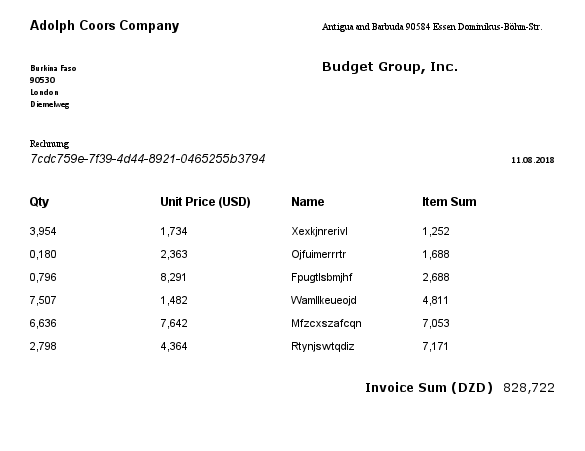 Adolph Coors Company
Antigua and Barbuda 90584 Essen Dominikus-Böhm-Str.
Burkina Faso
90530
London
Diemelweg
Budget Group, Inc.
Rechnung
7cdc759e-7f39-4d44-8921-0465255b3794
11.08.2018
Qty Unit Price (USD) Name Item Sum
3,954 1,734 Xexkjnrerivl 1,252
0,180 2,363 Ojfuimerrrtr 1,688
0,796 8,291 Fpugtlsbmjhf 2,688
7,507 1,482 Wamllkeueojd 4,811
6,636 7,642 Mfzcxszafcqn 7,053
2,798 4,364 Rtynjswtqdiz 7,171
Invoice Sum (DZD) 828,722